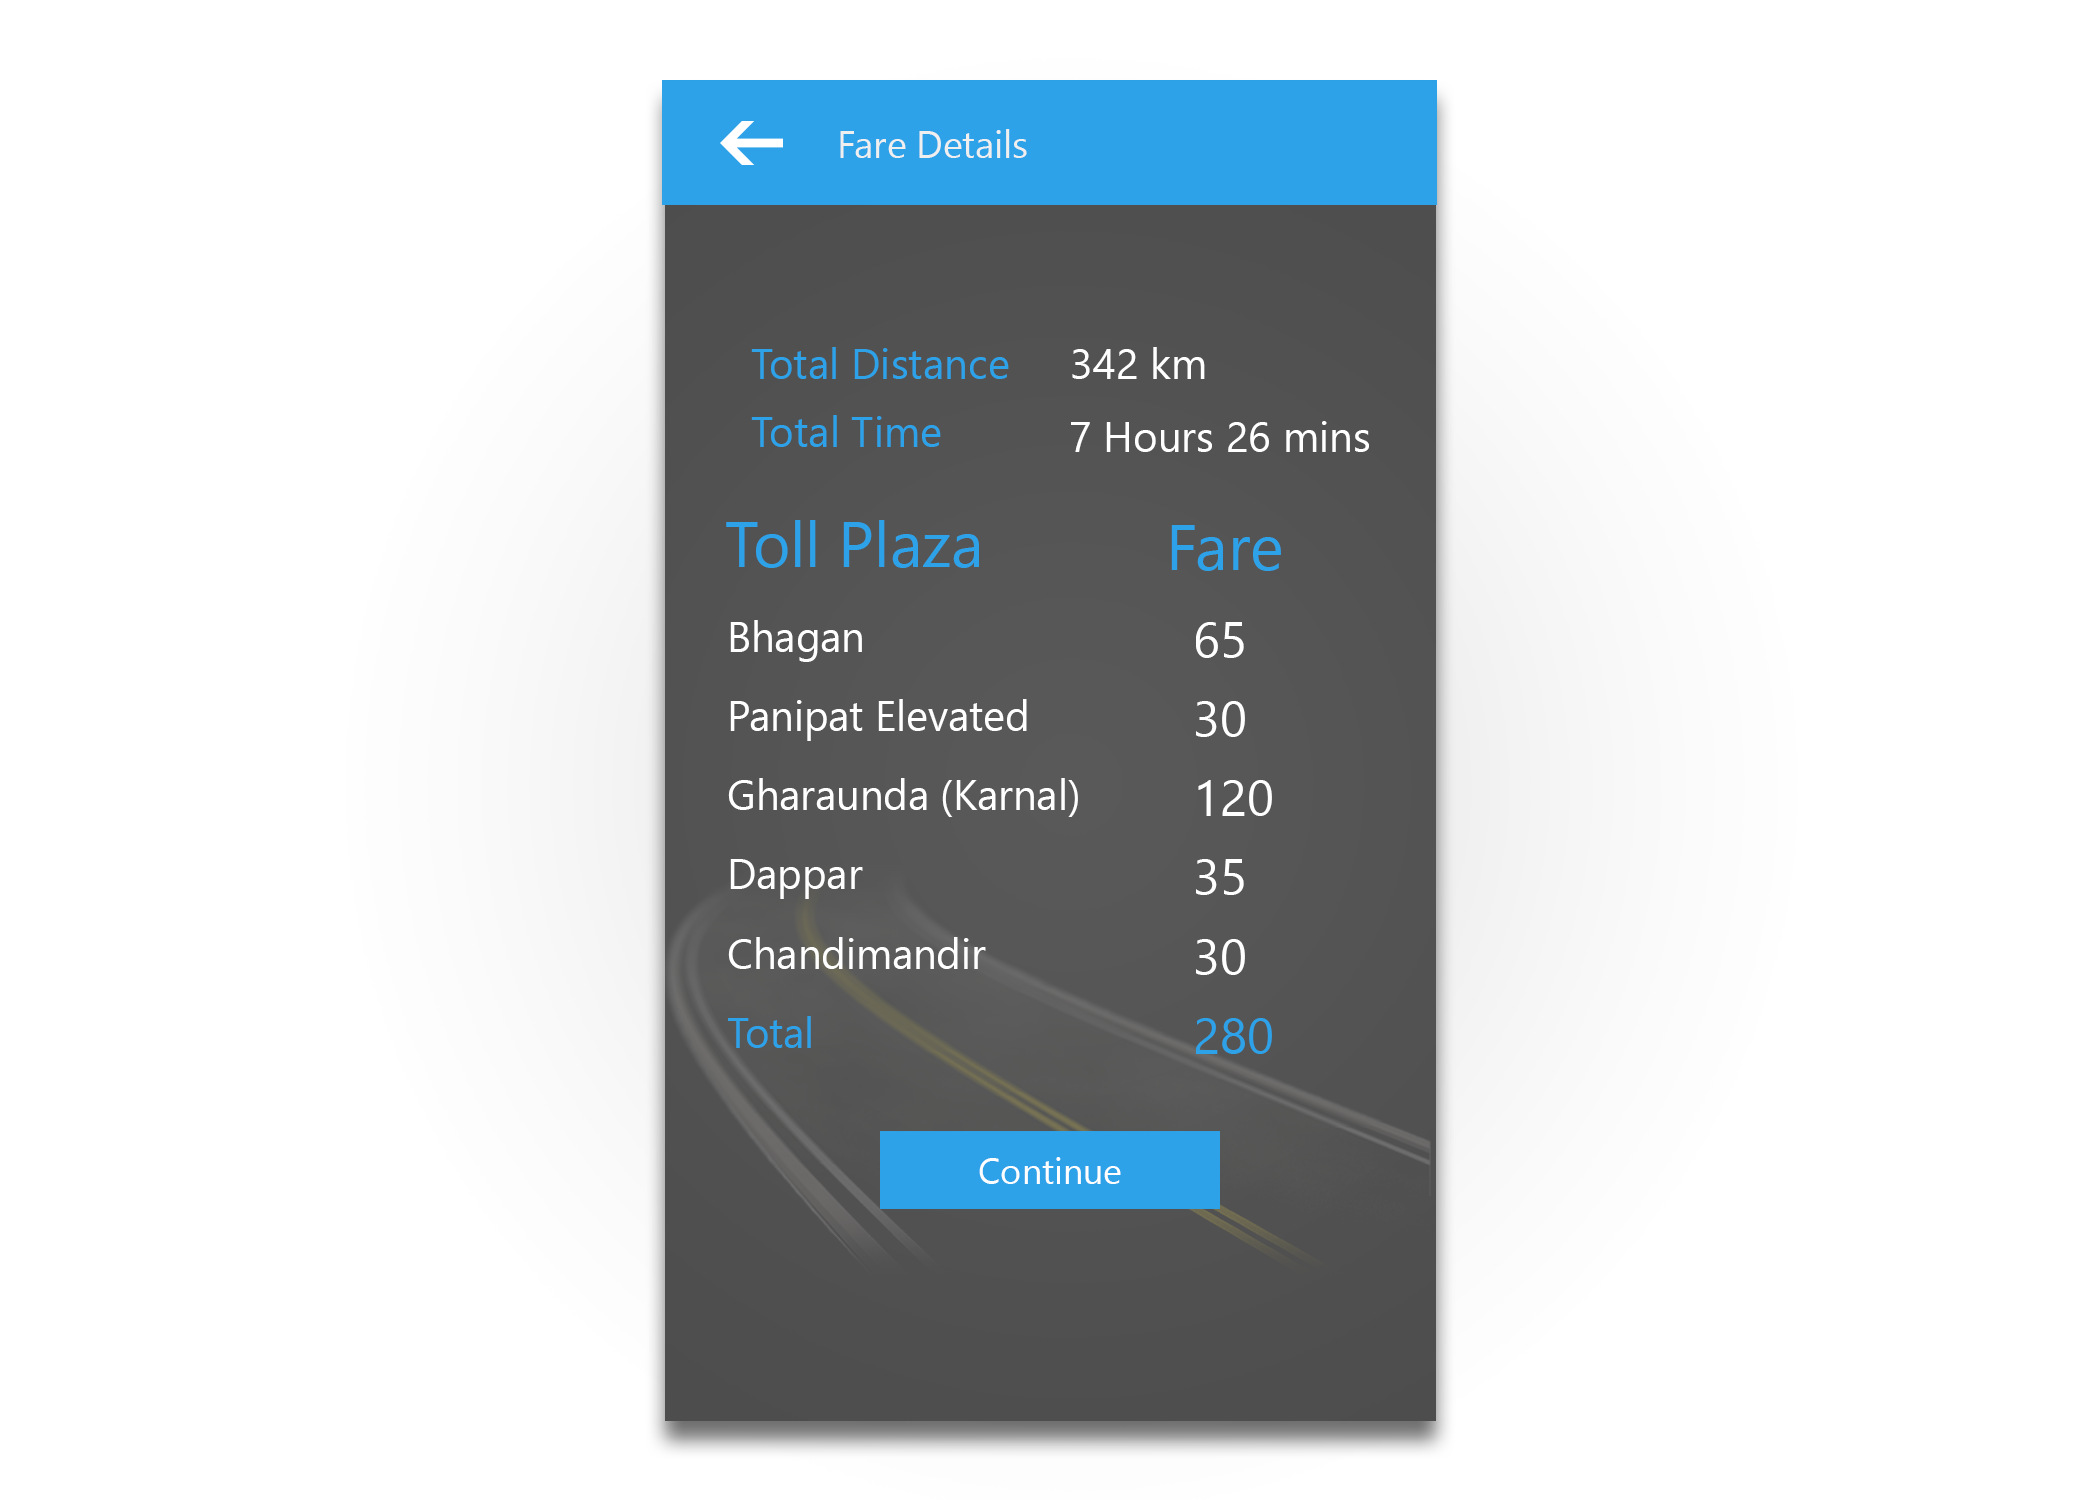 Fare Details
Total Distance 342 km
Total Time 7 Hours 26 mins
Toll Plaza Fare
Bhagan 65
Panipat Elevated 30
Gharaunda (Karnal) 120
Dappar 35
Chandimandir 30
Total 280
Continue